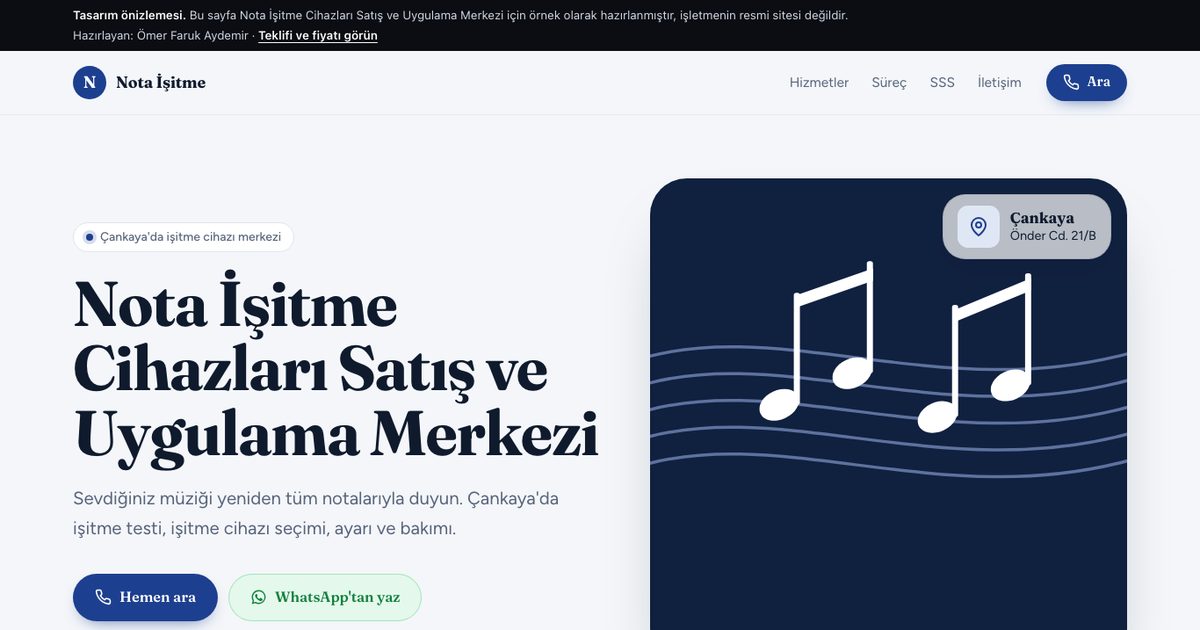 Tasarım önizlemesi. Bu sayfa Nota İşitme Cihazları Satış ve Uygulama Merkezi için örnek olarak hazırlanmıştır, işletmenin resmi sitesi değildir.
Hazırlayan: Ömer Faruk Aydemir · Teklifi ve fiyatı görün
N Nota İşitme
Hizmetler Süreç SSS İletişim Ara
Çankaya'da işitme cihazı merkezi
Nota İşitme
Cihazları Satış ve
Uygulama Merkezi
Sevdiğiniz müziği yeniden tüm notalarıyla duyun. Çankaya'da
işitme testi, işitme cihazı seçimi, ayarı ve bakımı.
Hemen ara WhatsApp'tan yaz
Çankaya
Önder Cd. 21/B